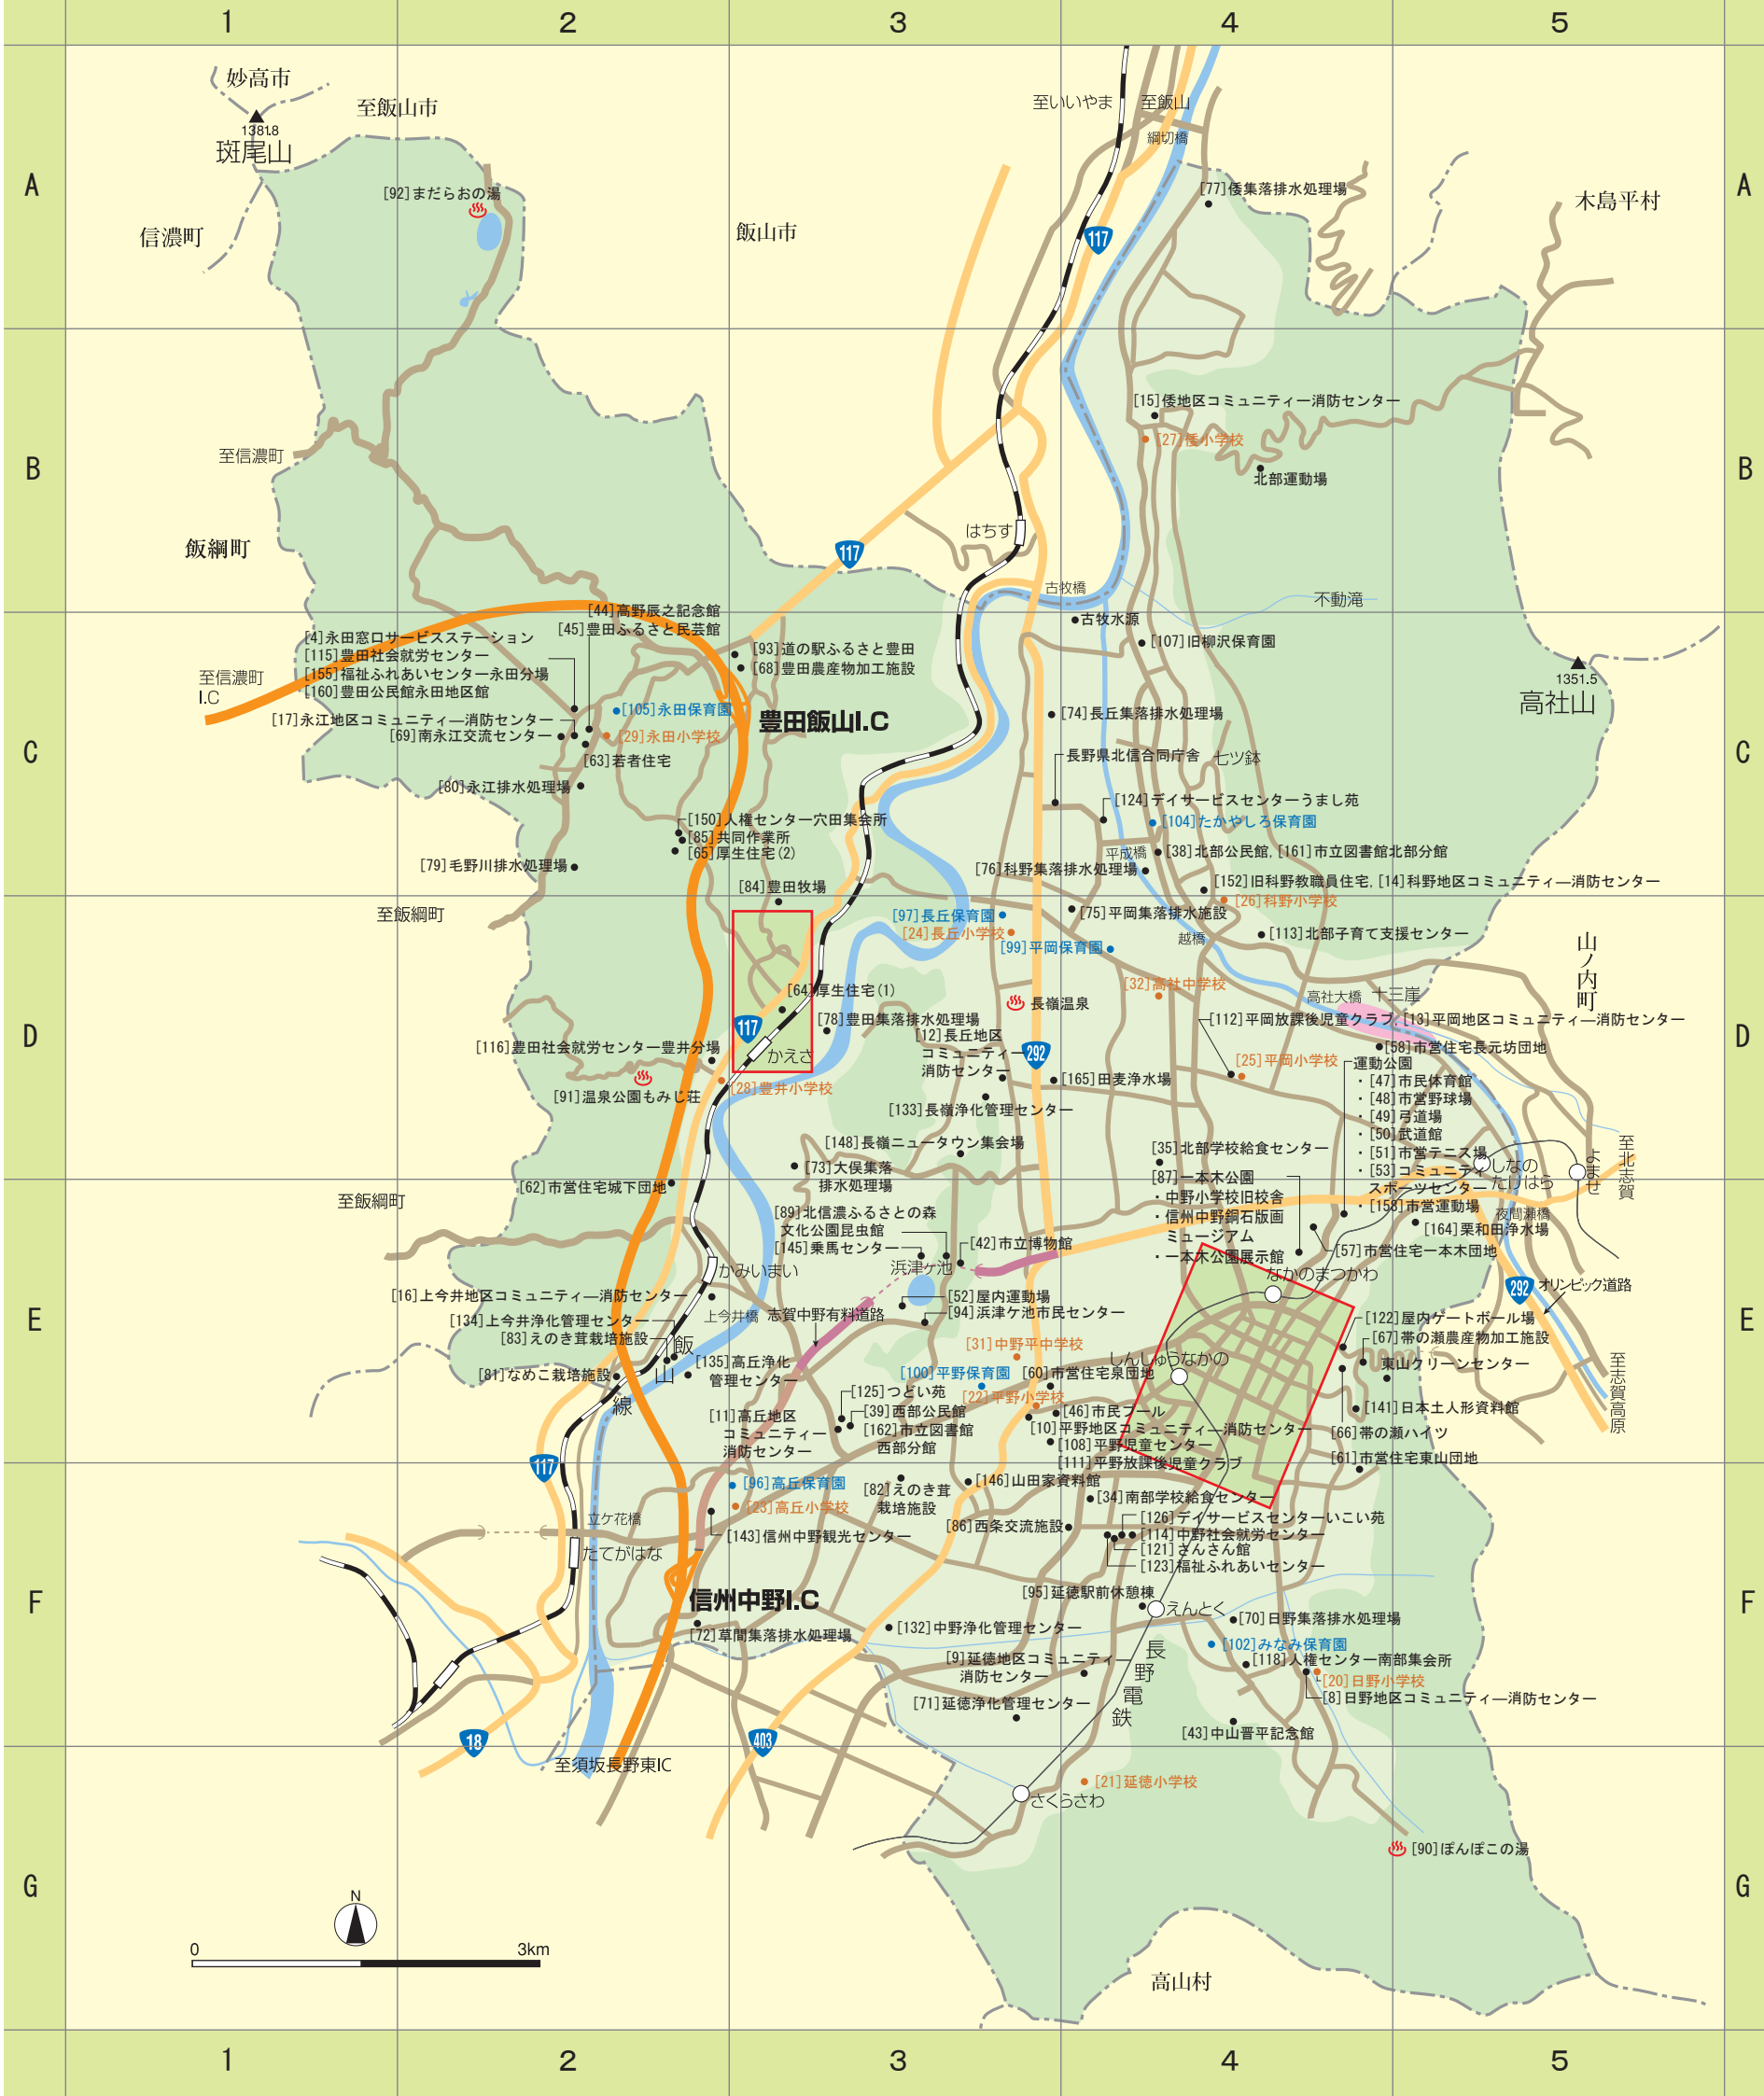 1
2
3
4
5
A
A
妙高市
至飯山市
1381.8
斑尾山
信濃町
[92]まだらおの湯
飯山市
至いいやま
至飯山
綱切橋
[77]倭集落排水処理場
木島平村
117
B
B
[15]倭地区コミュニティー消防センター
[27]倭小学校
北部運動場
至信濃町
飯綱町
117
はちす
古牧橋
不動滝
C
C
[44]高野辰之記念館
[45]豊田ふるさと民芸館
[4]永田窓口サービスステーション
[115]豊田社会就労センター
[155]福祉ふれあいセンター永田分場
[160]豊田公民館永田地区館
至信濃町
I.C
[17]永江地区コミュニティ―消防センター
[69]南永江交流センター
[105]永田保育園
[29]永田小学校
[63]若者住宅
[80]永江排水処理場
[93]道の駅ふるさと豊田
[68]豊田農産物加工施設
豊田飯山I.C
古牧水源
[107]旧柳沢保育園
1351.5
高社山
[74]長丘集落排水処理場
長野県北信合同庁舎
七ツ鉢
[124]デイサービスセンターうまし苑
[104]たかやしろ保育園
[150]人権センター穴田集会所
[85]共同作業所
[65]厚生住宅(2)
[79]毛野川排水処理場
平成橋
[38]北部公民館,[161]市立図書館北部分館
[76]科野集落排水処理場
[152]旧科野教職員住宅,[14]科野地区コミュニティ―消防センター
[84]豊田牧場
D
D
至飯綱町
[26]科野小学校
[97]長丘保育園
[24]長丘小学校
[99]平岡保育園
[75]平岡集落排水施設
越橋
[113]北部子育て支援センター
山ノ内町
[32]高社中学校
高社大橋
十三崖
長嶺温泉
[64]厚生住宅(1)
[78]豊田集落排水処理場
117
かえさ
[12]長丘地区
コミュニティー
消防センター
292
[112]平岡放課後児童クラブ,[13]平岡地区コミュニティ―消防センター
[58]市営住宅長元坊団地
[116]豊田社会就労センター豊井分場
[28]豊井小学校
[91]温泉公園もみじ荘
[165]田麦浄水場
[25]平岡小学校
運動公園
・[47]市民体育館
・[48]市営野球場
・[49]弓道場
・[50]武道館
・[51]市営テニス場
・[53]コミュニティ
スポーツセンター
・[158]市営運動場
[133]長嶺浄化管理センター
[148]長嶺ニュータウン集会場
[35]北部学校給食センター
[73]大俣集落
排水処理場
しなの
たけはら
よませ
至北志賀
E
E
[62]市営住宅城下団地
至飯綱町
[87]一本木公園
・中野小学校旧校舎
・信州中野銅石版画
ミュージアム
・一本木公園展示館
[89]北信濃ふるさとの森
文化公園昆虫館
[145]乗馬センター
[42]市立博物館
夜間瀬橋
[164]栗和田浄水場
[57]市営住宅一本木団地
かみいまい
浜津ヶ池
なかのまつかわ
292
オリンピック道路
[16]上今井地区コミュニティ―消防センター
[134]上今井浄化管理センター
[83]えのき茸栽培施設
上今井橋
志賀中野有料道路
[52]屋内運動場
[94]浜津ケ池市民センター
[122]屋内ゲートボール場
[67]帯の瀬農産物加工施設
東山クリーンセンター
[31]中野平中学校
しんしゅうなかの
[100]平野保育園
[60]市営住宅泉団地
[22]平野小学校
飯
山
線
[81]なめこ栽培施設
[135]高丘浄化
管理センター
[125]つどい苑
[39]西部公民館
[162]市立図書館
西部分館
[11]高丘地区
コミュニティー
消防センター
[46]市民プール
[10]平野地区コミュニティ―消防センター
[108]平野児童センター
[111]平野放課後児童クラブ
[141]日本土人形資料館
[66]帯の瀬ハイツ
[61]市営住宅東山団地
至志賀高原
F
F
117
[96]高丘保育園
[23]高丘小学校
[82]えのき茸
栽培施設
[146]山田家資料館
[34]南部学校給食センター
[86]西条交流施設
[126]デイサービスセンターいこい苑
[114]中野社会就労センター
[121]さんさん館
[123]福祉ふれあいセンター
立ケ花橋
たてがはな
[143]信州中野観光センター
信州中野I.C
[72]草間集落排水処理場
[95]延徳駅前休憩棟
えんとく
[70]日野集落排水処理場
[132]中野浄化管理センター
[102]みなみ保育園
[118]人権センター南部集会所
[9]延徳地区コミュニティ―
消防センター
[20]日野小学校
[8]日野地区コミュニティ―消防センター
[71]延徳浄化管理センター
長
野
電
鉄
[43]中山晋平記念館
18
403
G
G
至須坂長野東IC
[21]延徳小学校
さくらさわ
[90]ぽんぽこの湯
N
0
3km
高山村
1
2
3
4
5